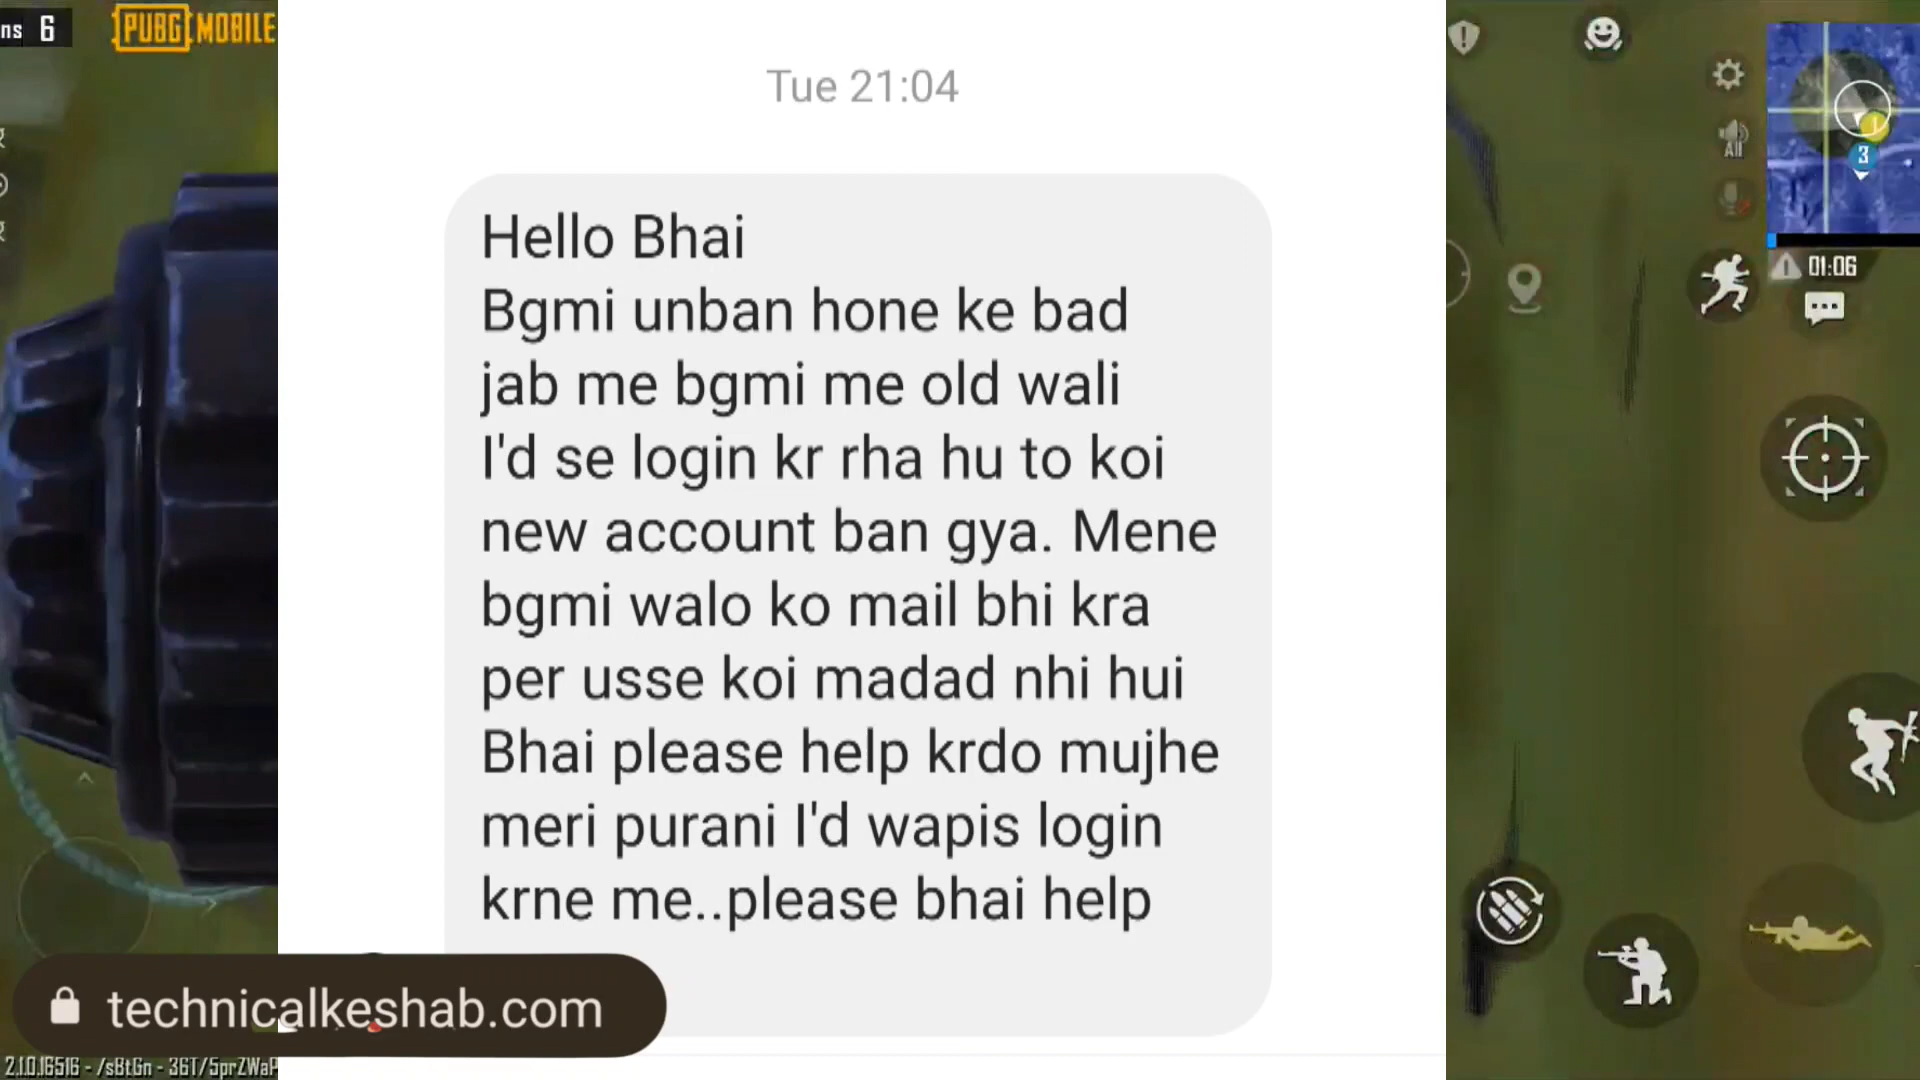 ns 6
PUBG MOBILE
Tue 21:04
Hello Bhai
Bgmi unban hone ke bad
jab me bgmi me old wali
I'd se login kr rha hu to koi
new account ban gya. Mene
bgmi walo ko mail bhi kra
per usse koi madad nhi hui
Bhai please help krdo mujhe
meri purani I'd wapis login
krne me..please bhai help
All
1
3
01:06
technicalkeshab.com